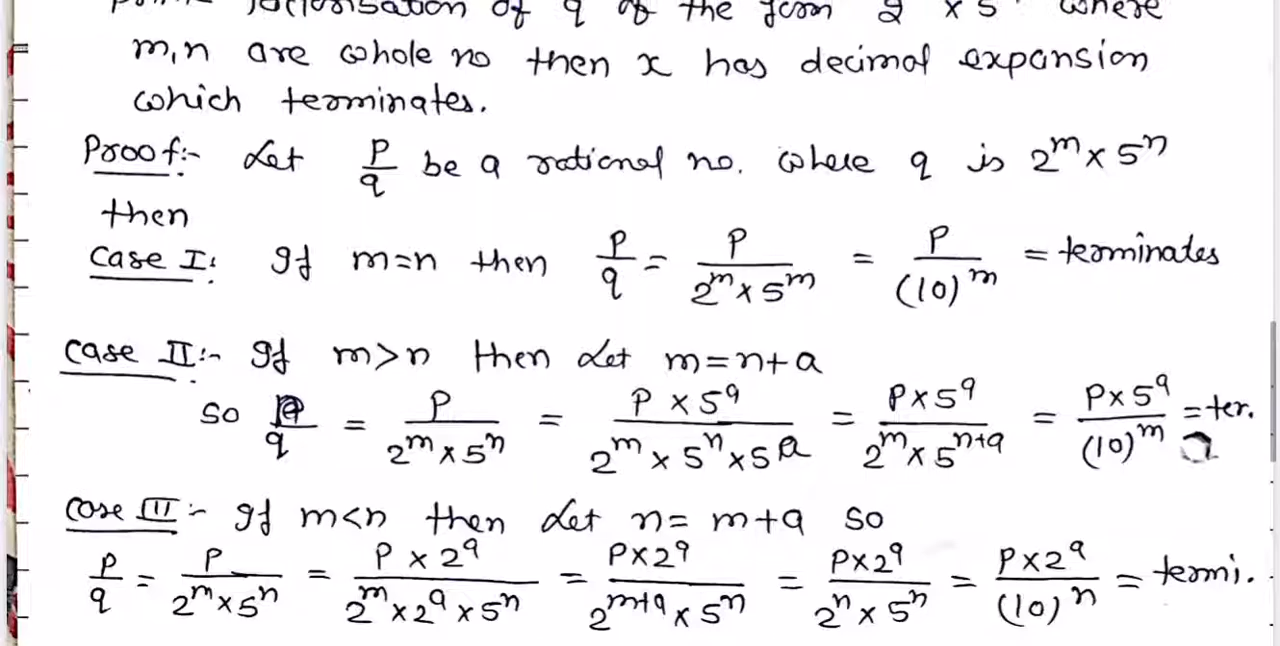 factorisation of q of the form 2 × 5 where
m,n are whole no then x has decimal expansion
which terminates.
Proof:- Let p/q be a rational no. where q is 2^m × 5^n
then
Case I: If m=n then p/q = p/(2^m × 5^m) = p/(10)^m = terminates
Case II:- If m>n then Let m=n+a
so p/q = p/(2^m × 5^n) = (p × 5^a)/(2^m × 5^n × 5^a) = (p × 5^a)/(2^m × 5^(n+a)) = (p × 5^a)/(10)^m = ter.
Case III:- If m<n then Let n= m+a so
p/q = p/(2^m × 5^n) = (p × 2^a)/(2^m × 2^a × 5^n) = (p × 2^a)/(2^(m+a) × 5^n) = (p × 2^a)/(2^n × 5^n) = (p × 2^a)/(10)^n = termi.